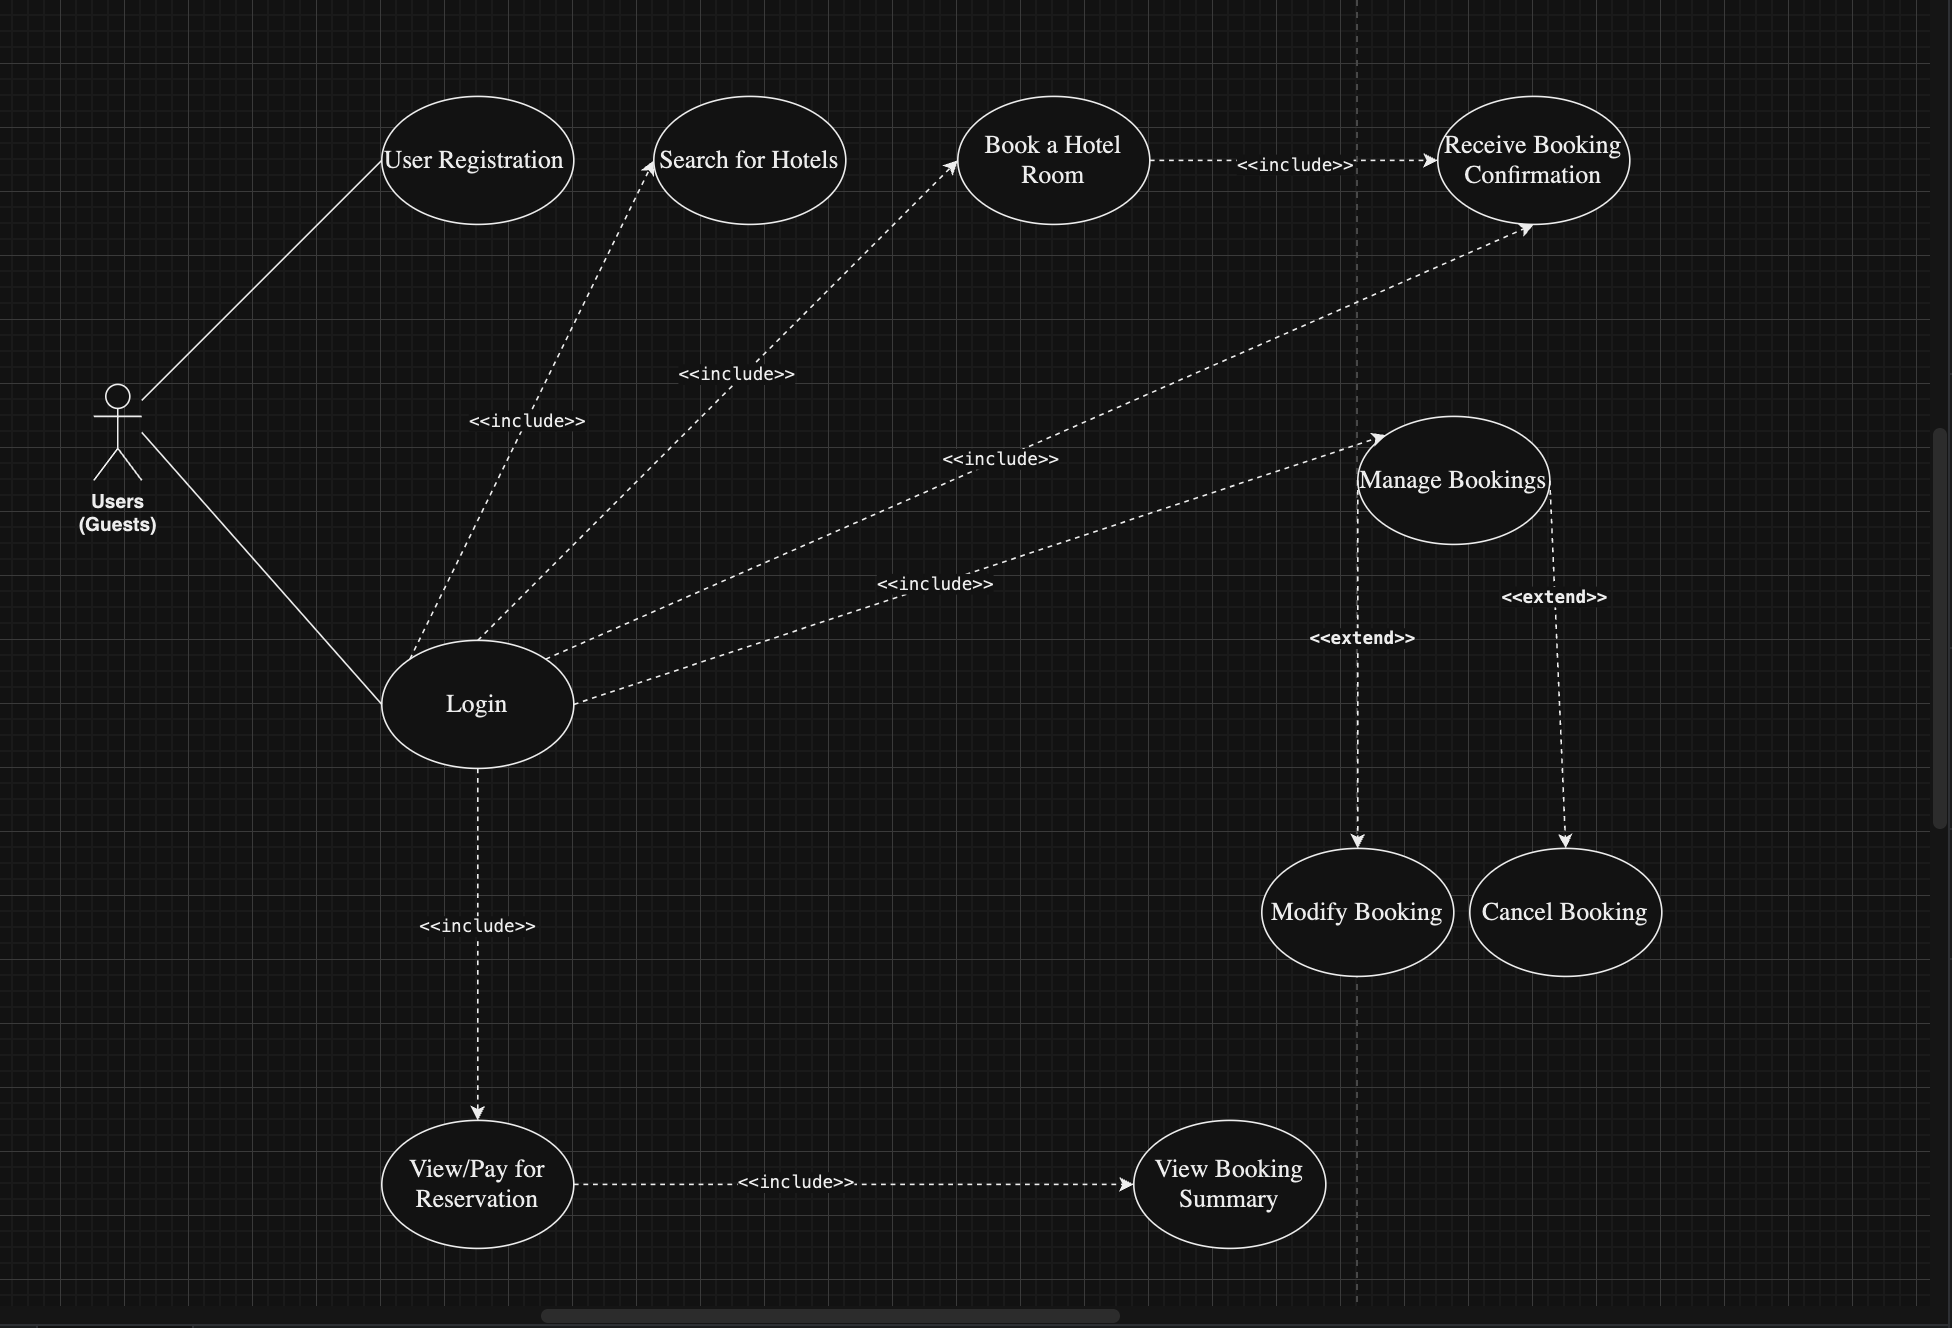 User Registration
Search for Hotels
Book a Hotel
Room
<<include>>
Receive Booking
Confirmation
<<include>>
<<include>>
<<include>>
Manage Bookings
Users
(Guests)
<<include>>
<<extend>>
<<extend>>
Login
Modify Booking
Cancel Booking
<<include>>
View/Pay for
Reservation
<<include>>
View Booking
Summary